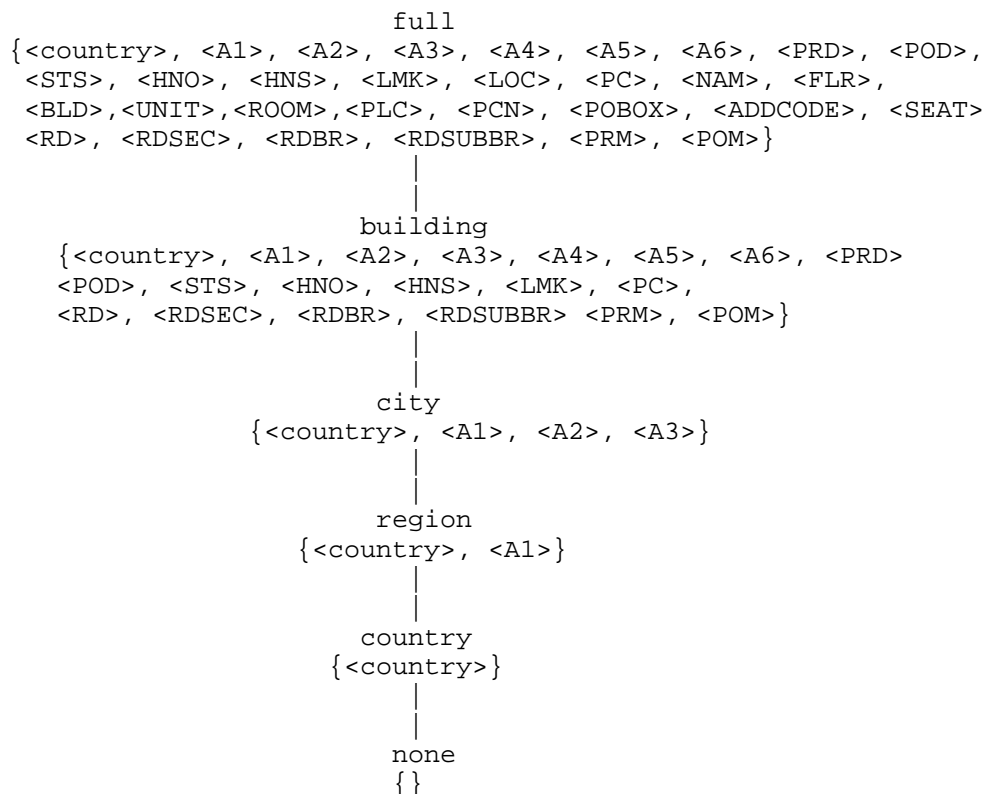 full
{<country>, <A1>, <A2>, <A3>, <A4>, <A5>, <A6>, <PRD>, <POD>,
<STS>, <HNO>, <HNS>, <LMK>, <LOC>, <PC>, <NAM>, <FLR>,
<BLD>,<UNIT>,<ROOM>,<PLC>, <PCN>, <POBOX>, <ADDCODE>, <SEAT>
<RD>, <RDSEC>, <RDBR>, <RDSUBBR>, <PRM>, <POM>}
building
{<country>, <A1>, <A2>, <A3>, <A4>, <A5>, <A6>, <PRD>
<POD>, <STS>, <HNO>, <HNS>, <LMK>, <PC>,
<RD>, <RDSEC>, <RDBR>, <RDSUBBR> <PRM>, <POM>}
city
{<country>, <A1>, <A2>, <A3>}
region
{<country>, <A1>}
country
{<country>}
none
{}